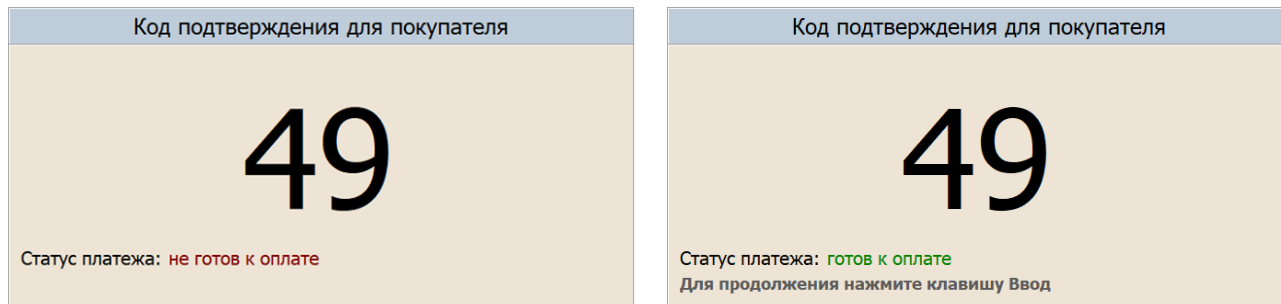 Код подтверждения для покупателя
49
Статус платежа: не готов к оплате
Код подтверждения для покупателя
49
Статус платежа: готов к оплате
Для продолжения нажмите клавишу Ввод